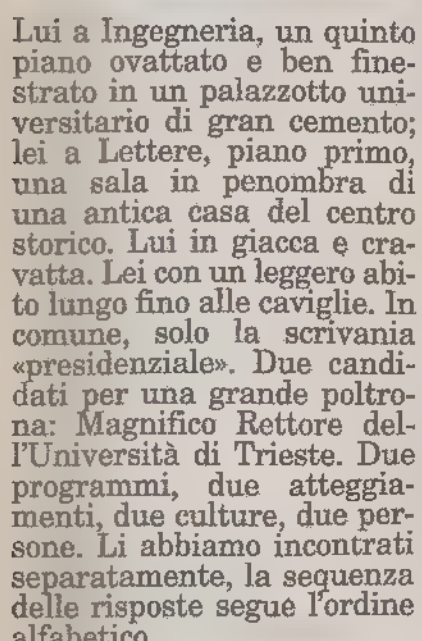 Lui a Ingegneria, un quinto
piano ovattato e ben fine-
strato in un palazzotto uni-
versitario di gran cemento;
lei a Lettere, piano primo,
una sala in penombra di
una antica casa del centro
storico. Lui in giacca e cra-
vatta. Lei con un leggero abi-
to lungo fino alle caviglie. In
comune, solo la scrivania
«presidenziale». Due candi-
dati per una grande poltro-
na: Magnifico Rettore del-
l'Università di Trieste. Due
programmi, due atteggia-
menti, due culture, due per-
sone. Li abbiamo incontrati
separatamente, la sequenza
delle risposte segue l'ordine
alfabetico